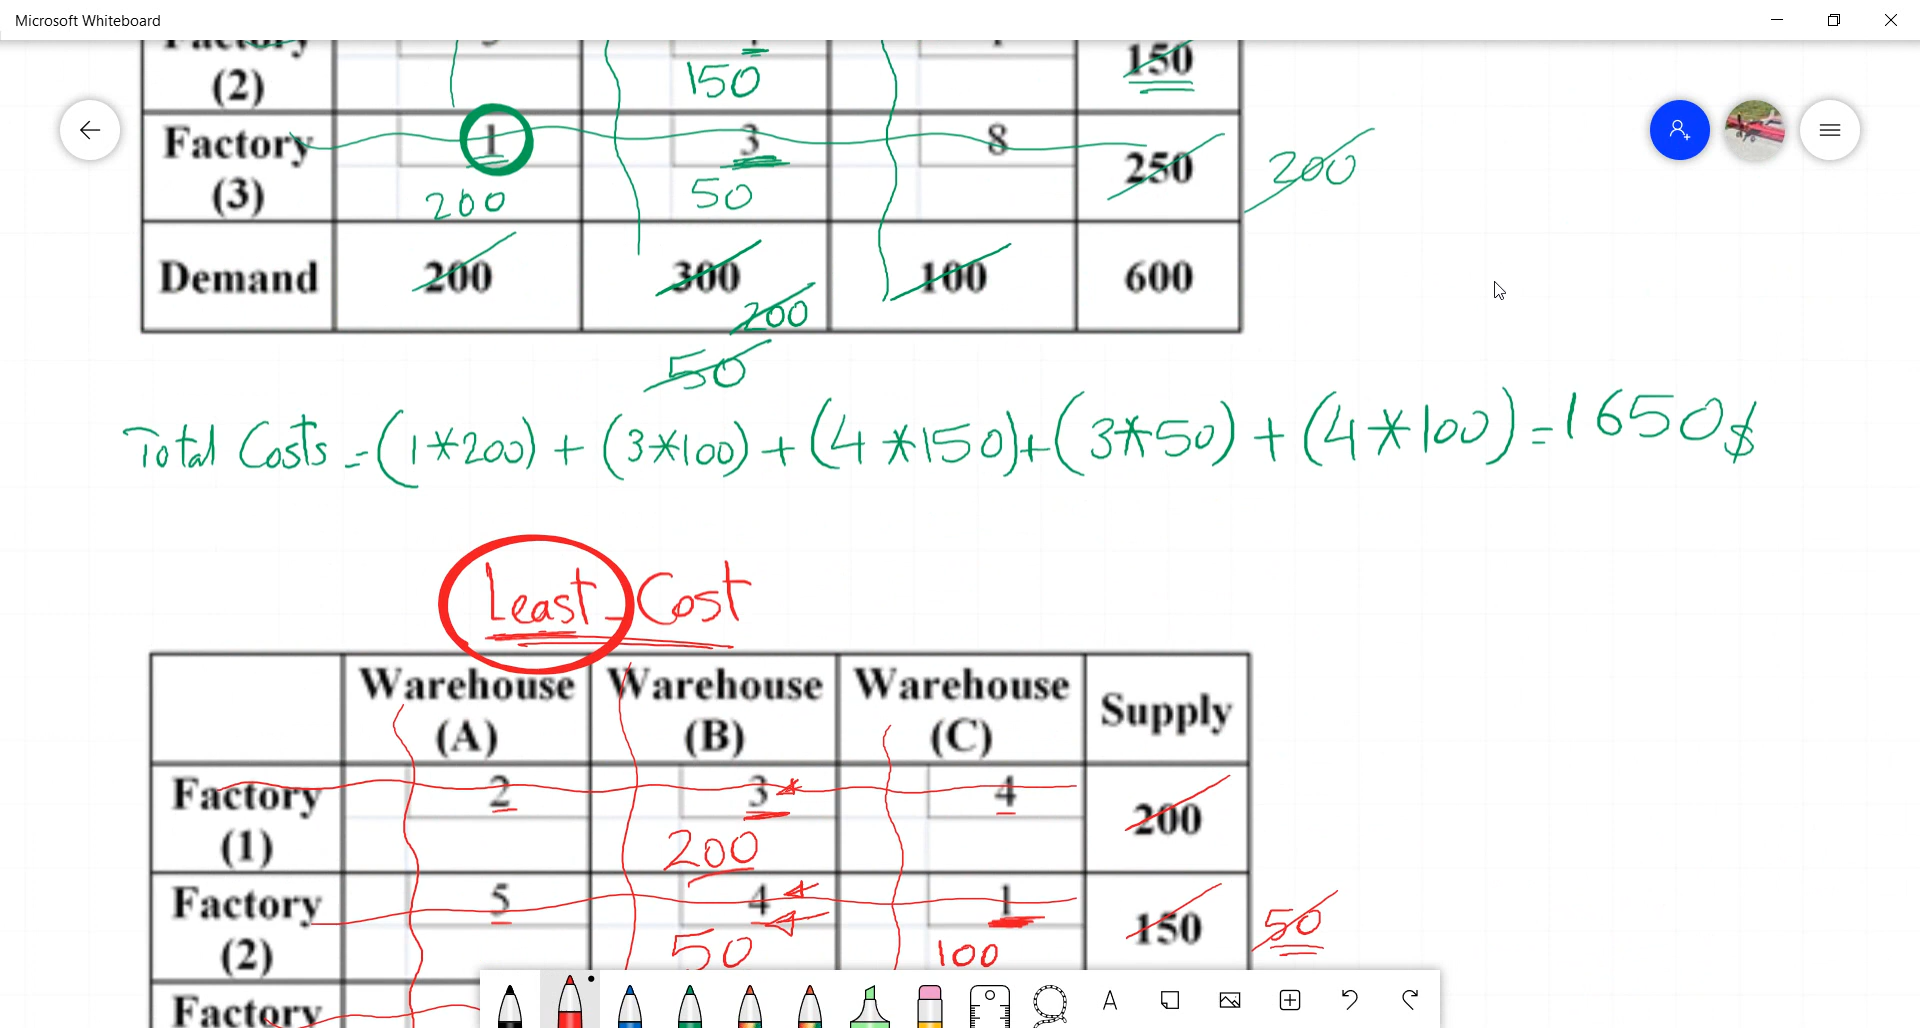 Microsoft Whiteboard
Factory (2) 150 150
Factory (3) 1 200 3 50 8 250 200
Demand 200 300 200 50 100 600
Total Costs = (1*200) + (3*100) + (4*150) + (3*50) + (4*100) = 1650$
Least-Cost
Warehouse (A) Warehouse (B) Warehouse (C) Supply
Factory (1) 2 3 200 4 200
Factory (2) 5 4 50 1 100 150 50
Factory